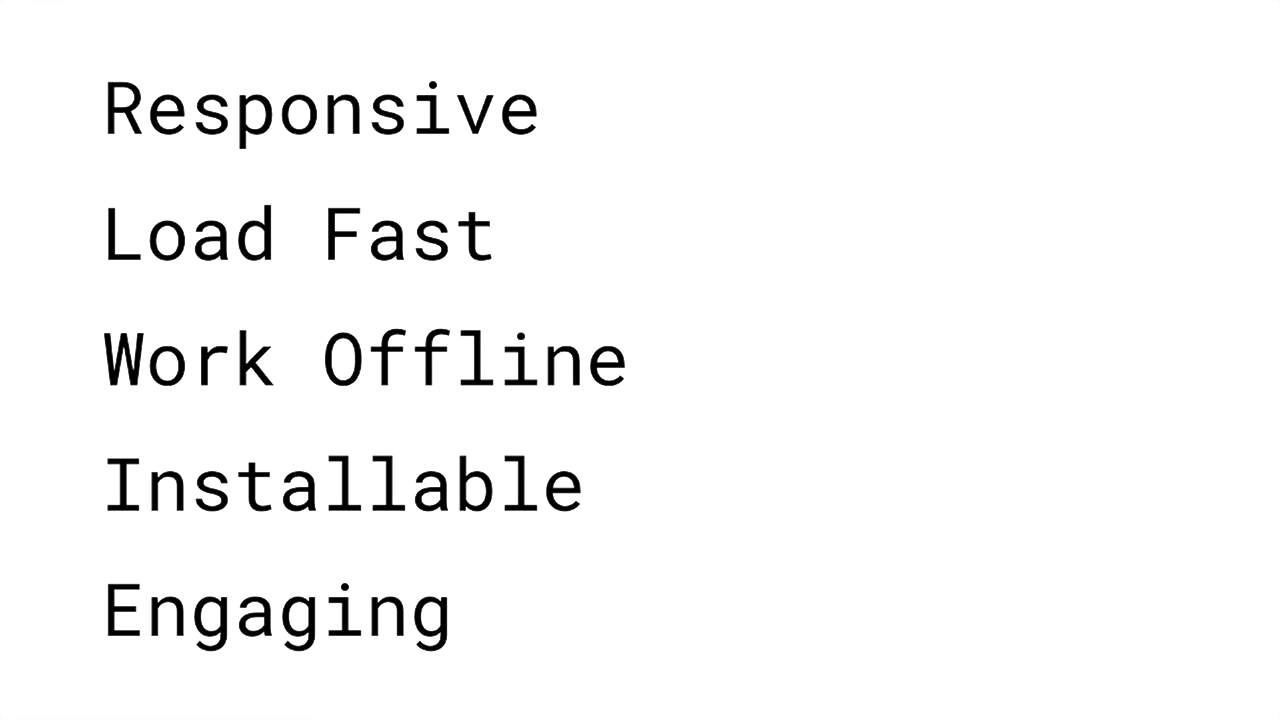 Responsive
Load Fast
Work Offline
Installable
Engaging